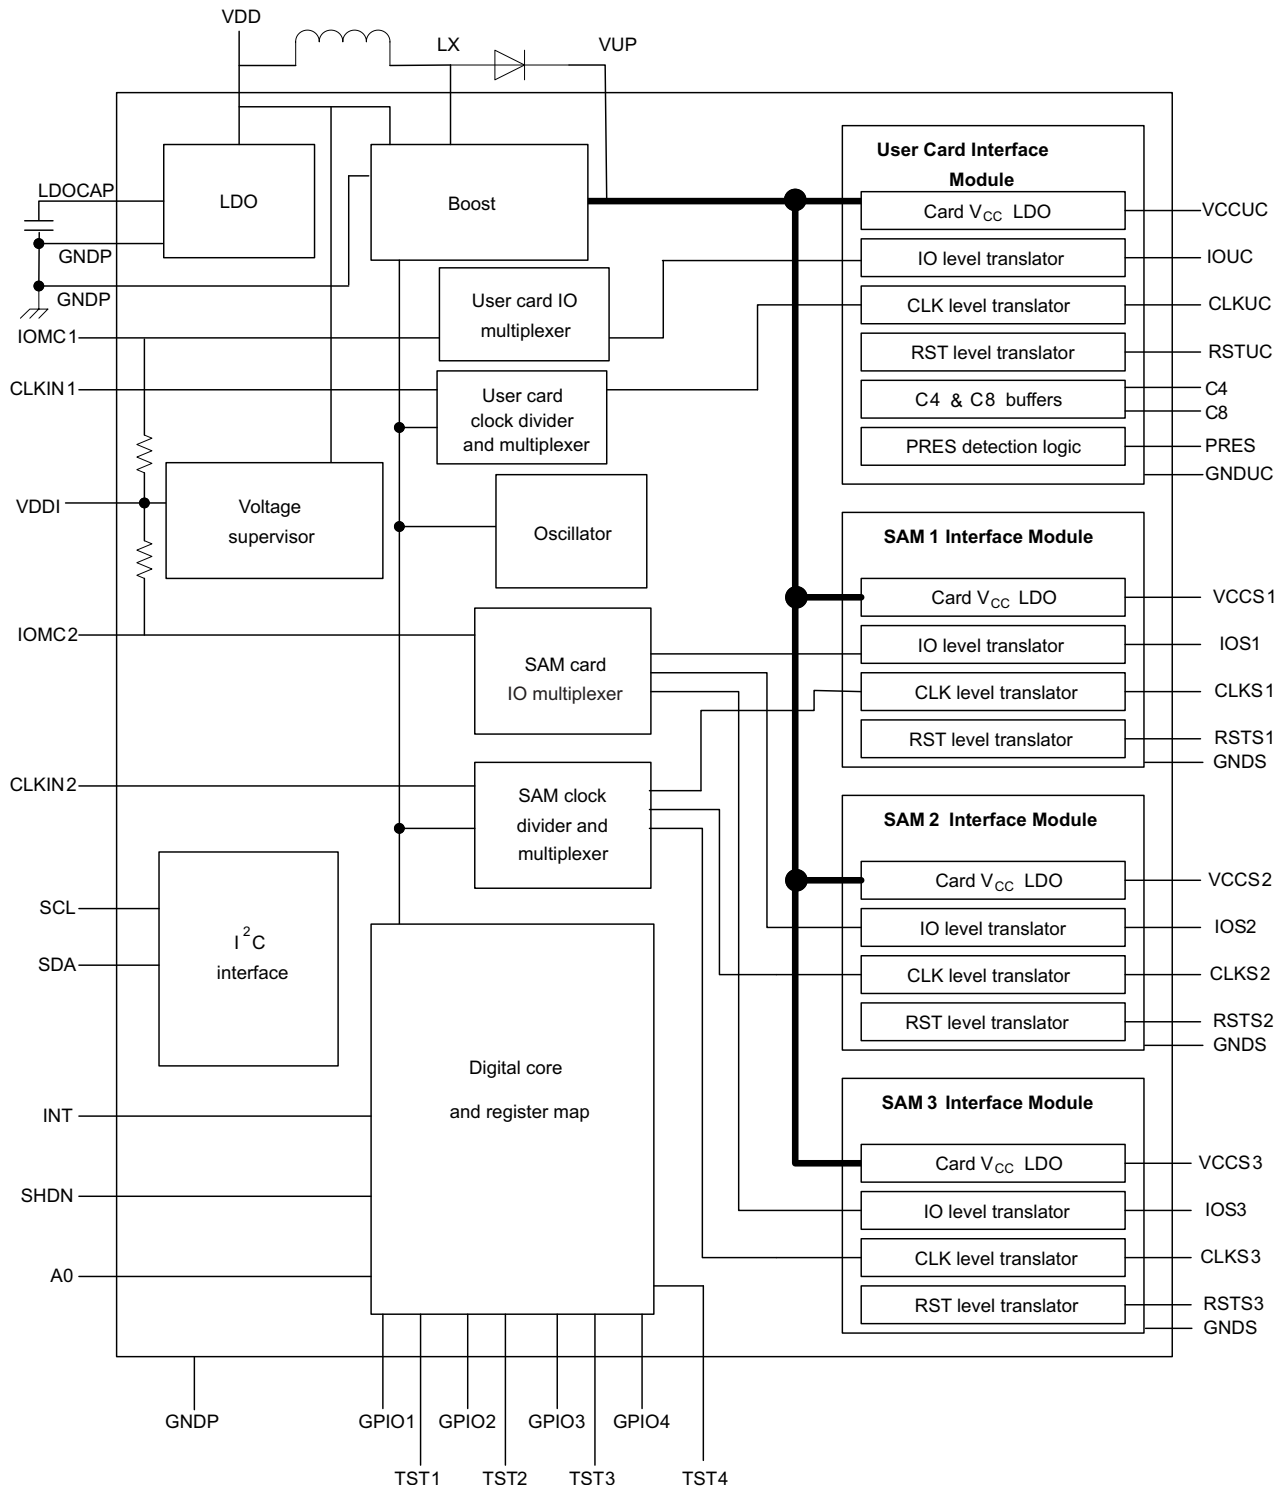 VDD
LX
VUP
LDOCAP
GNDP
GNDP
LDO
Boost
IOMC1
CLKIN1
User card IO
multiplexer
User card
clock divider
and multiplexer
VDDI
Voltage
supervisor
Oscillator
IOMC2
SAM card
IO multiplexer
CLKIN2
SAM clock
divider and
multiplexer
SCL
SDA
I2C
interface
Digital core
and register map
INT
SHDN
A0
User Card Interface
Module
Card VCC LDO
IO level translator
CLK level translator
RST level translator
C4 & C8 buffers
PRES detection logic
VCCUC
IOUC
CLKUC
RSTUC
C4
C8
PRES
GNDUC
SAM 1 Interface Module
Card VCC LDO
IO level translator
CLK level translator
RST level translator
VCCS1
IOS1
CLKS1
RSTS1
GNDS
SAM 2 Interface Module
Card VCC LDO
IO level translator
CLK level translator
RST level translator
VCCS2
IOS2
CLKS2
RSTS2
GNDS
SAM 3 Interface Module
Card VCC LDO
IO level translator
CLK level translator
RST level translator
VCCS3
IOS3
CLKS3
RSTS3
GNDS
GNDP
GPIO1
GPIO2
GPIO3
GPIO4
TST1
TST2
TST3
TST4